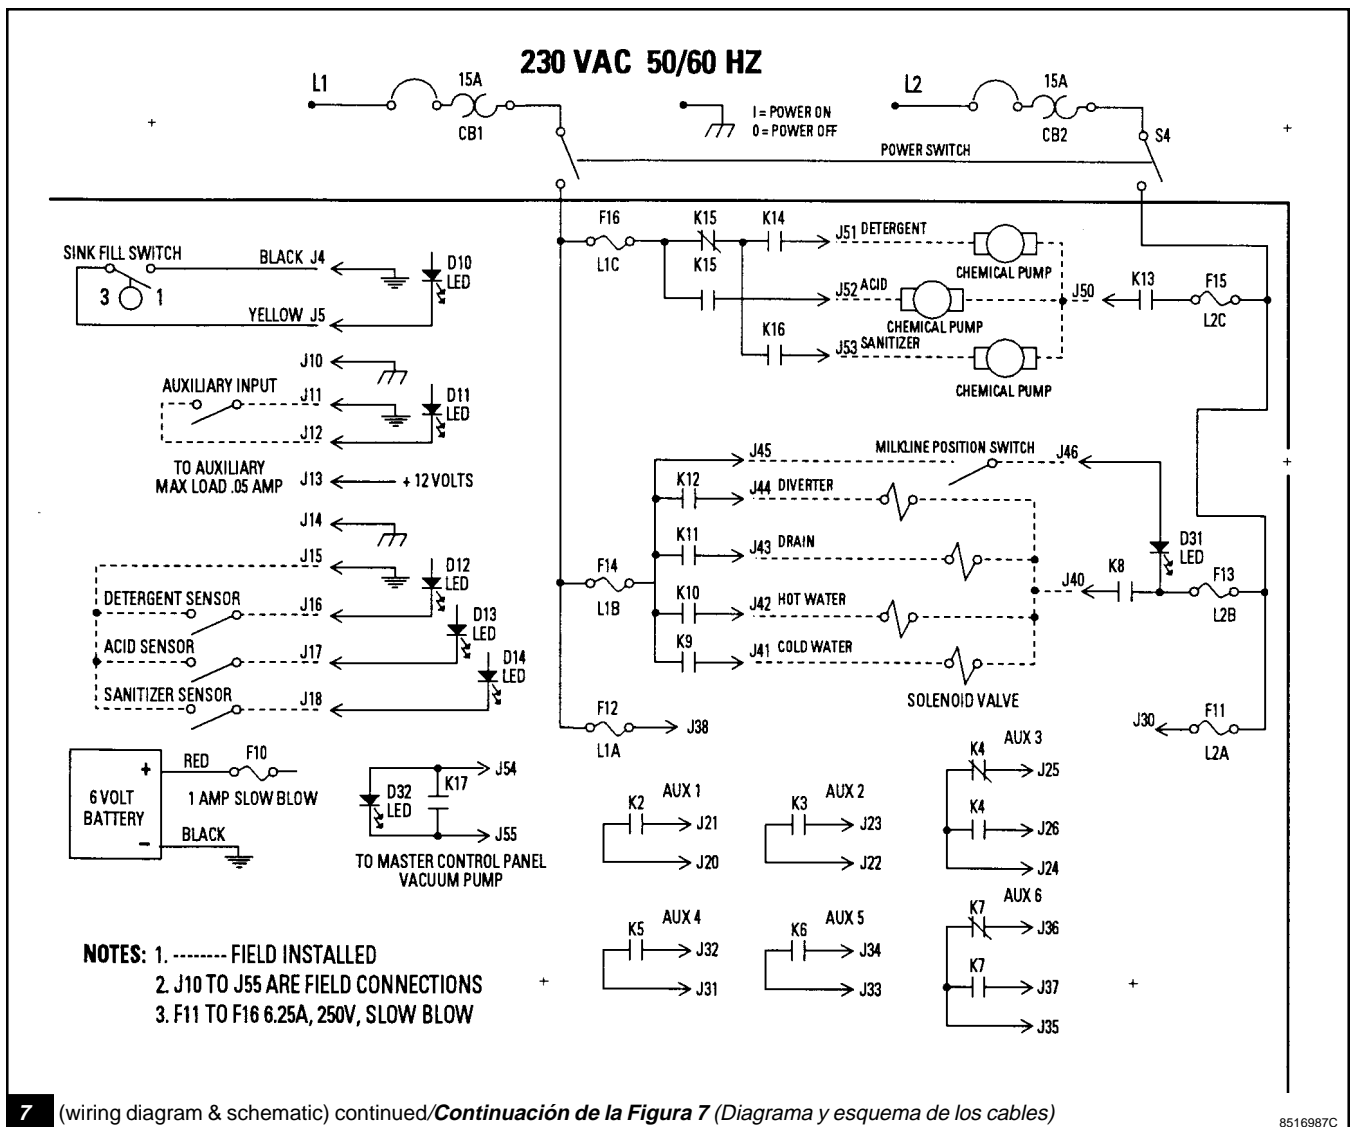 230 VAC 50/60 HZ
L1
15A
CB1
I = POWER ON
0 = POWER OFF
L2
15A
CB2
S4
POWER SWITCH
SINK FILL SWITCH
3
1
BLACK J4
D10
LED
YELLOW J5
J10
AUXILIARY INPUT
J11
D11
LED
J12
TO AUXILIARY
MAX LOAD .05 AMP
J13
+ 12 VOLTS
J14
J15
D12
LED
DETERGENT SENSOR
J16
D13
LED
ACID SENSOR
J17
D14
LED
SANITIZER SENSOR
J18
F16
L1C
K15
K15
K14
J51 DETERGENT
CHEMICAL PUMP
J52 ACID
CHEMICAL PUMP
K16
J53 SANITIZER
CHEMICAL PUMP
J50
K13
F15
L2C
J45
MILKLINE POSITION SWITCH
J46
K12
J44 DIVERTER
K11
J43 DRAIN
F14
L1B
K10
J42 HOT WATER
K9
J41 COLD WATER
SOLENOID VALVE
J40
K8
D31
LED
F13
L2B
F12
L1A
J38
J30
F11
L2A
+
6 VOLT
BATTERY
-
RED
F10
1 AMP SLOW BLOW
BLACK
D32
LED
K17
J54
J55
TO MASTER CONTROL PANEL
VACUUM PUMP
AUX 1
K2
J21
J20
AUX 2
K3
J23
J22
AUX 3
K4
J25
K4
J26
J24
AUX 4
K5
J32
J31
AUX 5
K6
J34
J33
AUX 6
K7
J36
K7
J37
J35
NOTES: 1. -------- FIELD INSTALLED
2. J10 TO J55 ARE FIELD CONNECTIONS
3. F11 TO F16 6.25A, 250V, SLOW BLOW
7 (wiring diagram & schematic) continued/Continuación de la Figura 7 (Diagrama y esquema de los cables)
8516987C